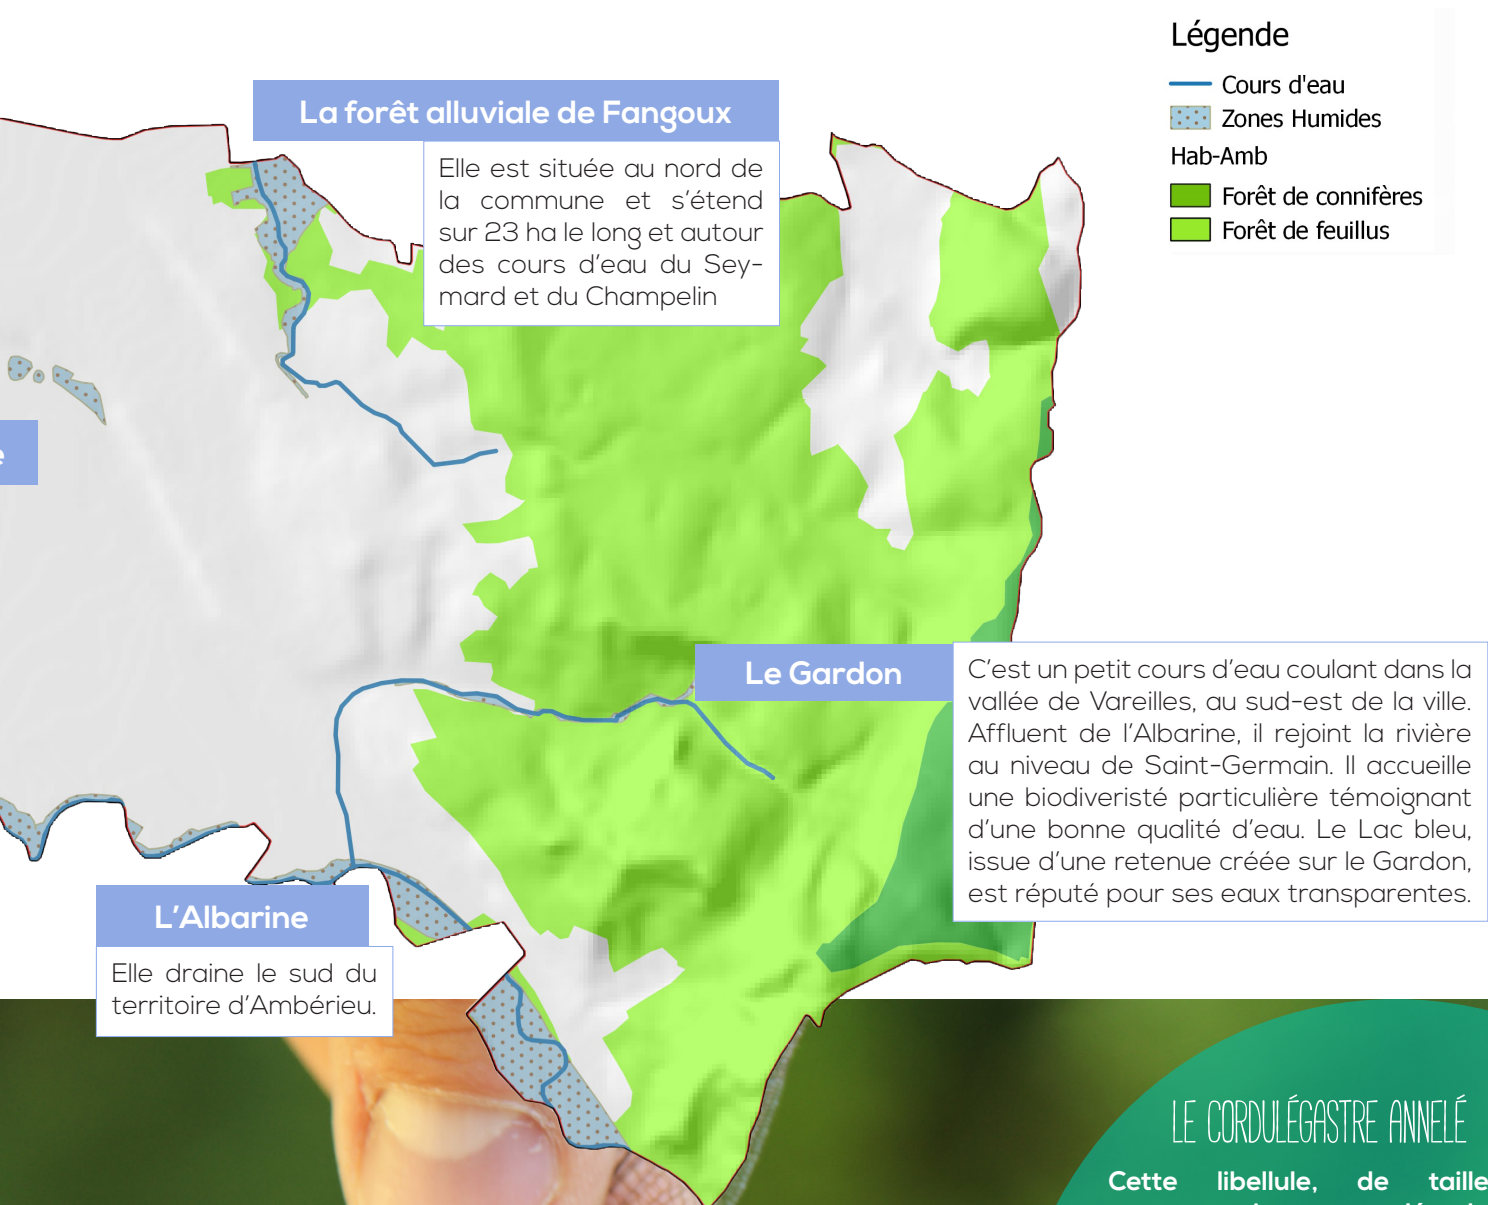 Légende
Cours d'eau
Zones Humides
Hab-Amb
Forêt de connifères
Forêt de feuillus
La forêt alluviale de Fangoux
Elle est située au nord de
la commune et s'étend
sur 23 ha le long et autour
des cours d'eau du Sey-
mard et du Champelin
e
Le Gardon
C'est un petit cours d'eau coulant dans la
vallée de Vareilles, au sud-est de la ville.
Affluent de l'Albarine, il rejoint la rivière
au niveau de Saint-Germain. Il accueille
une biodiveristé particulière témoignant
d'une bonne qualité d'eau. Le Lac bleu,
issue d'une retenue créée sur le Gardon,
est réputé pour ses eaux transparentes.
L'Albarine
Elle draine le sud du
territoire d'Ambérieu.
LE CORDULÉGASTRE ANNELÉ
Cette libellule, de taille